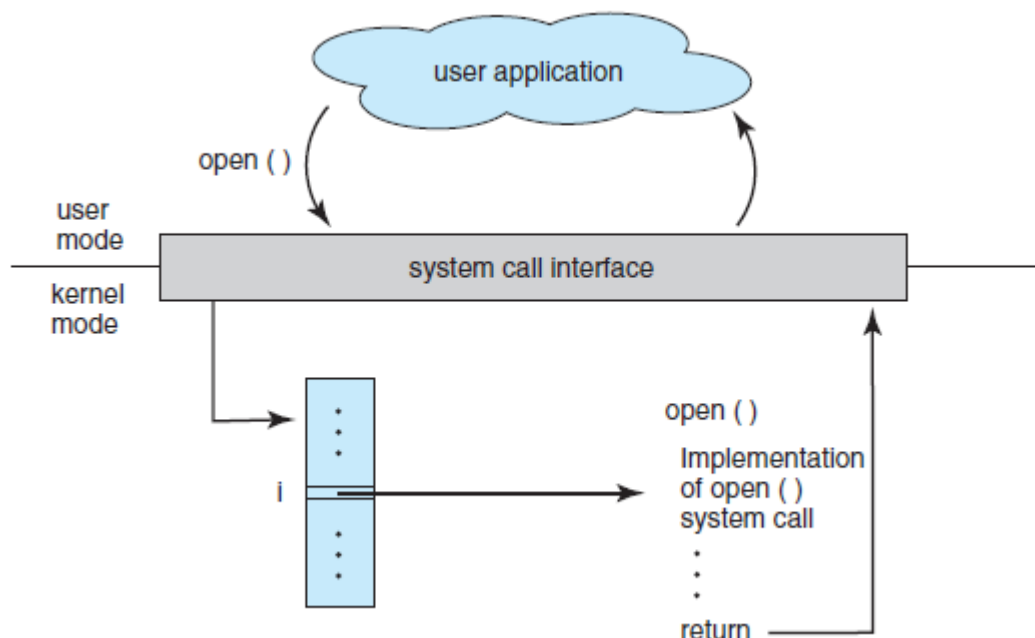 user application
open ( )
user
mode
system call interface
kernel
mode
open ( )
i
Implementation
of open ( )
system call
return